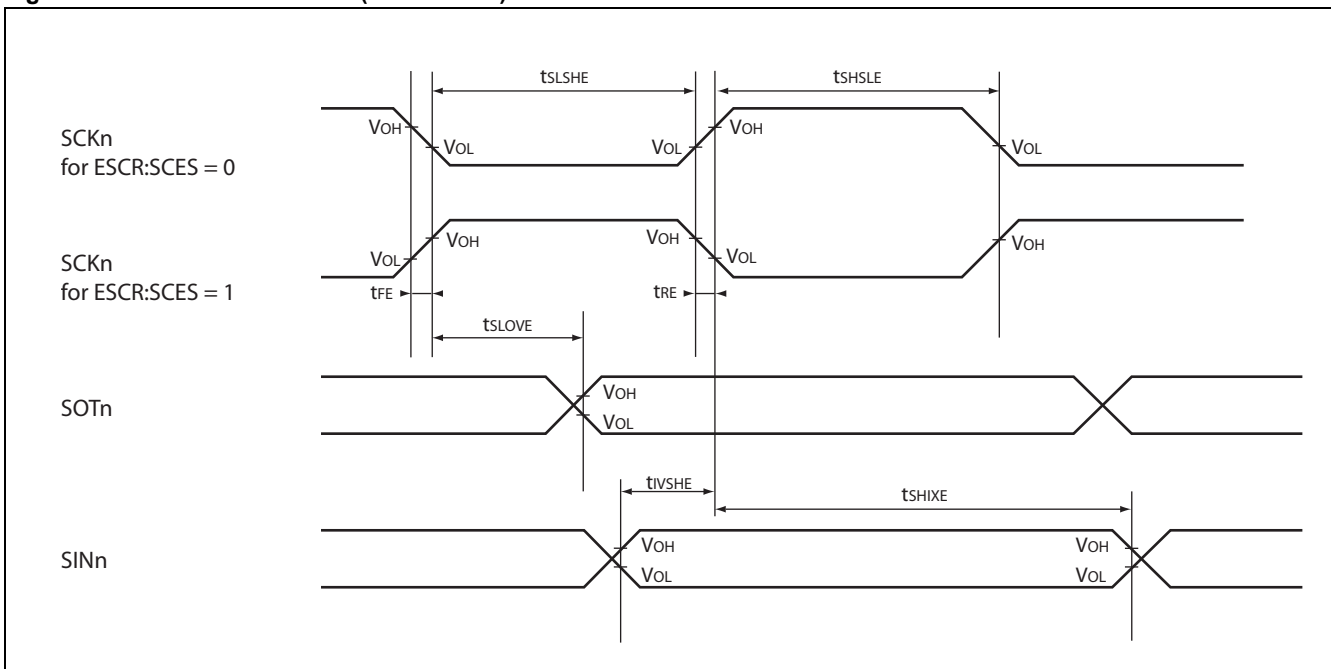 tSLSHE tSHSLE
SCKn
for ESCR:SCES = 0
VOH VOL VOL VOH VOL
SCKn
for ESCR:SCES = 1
VOL VOH VOH VOL VOH
tFE tRE
tSLOVE
SOTn
VOH
VOL
tIVSHE tSHIXE
SINn
VOH VOH
VOL VOL